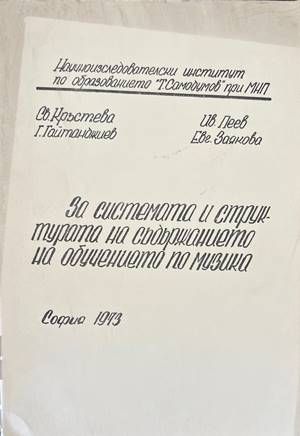 Научноизследователски институт
по образованието "Т. Самодумов" при МНП
Св. Кръстева
Ив. Пеев
Г. Гайтанджиев
Евг. Заякова
За системата и струк-
турата на съдържанието
на обучението по музика
София 1973